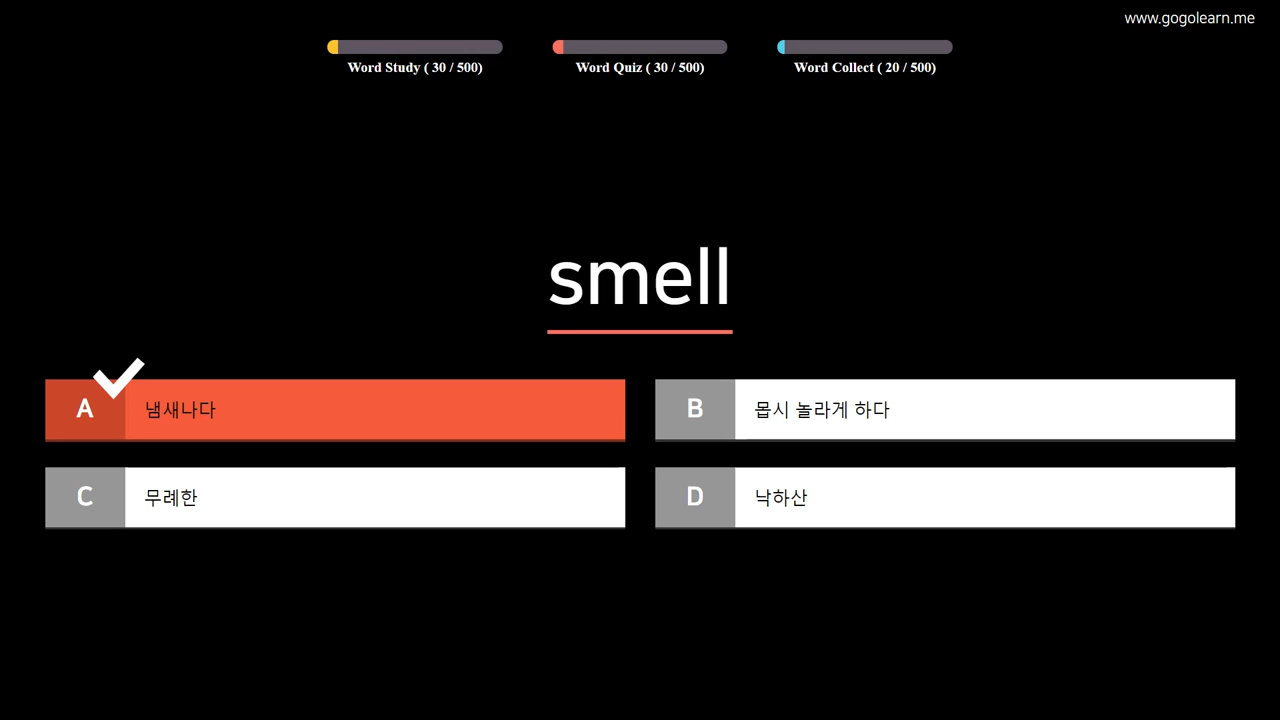 www.gogolearn.me
Word Study ( 30 / 500)
Word Quiz ( 30 / 500)
Word Collect ( 20 / 500)
smell
A 냄새나다
B 몹시 놀라게 하다
C 무례한
D 낙하산